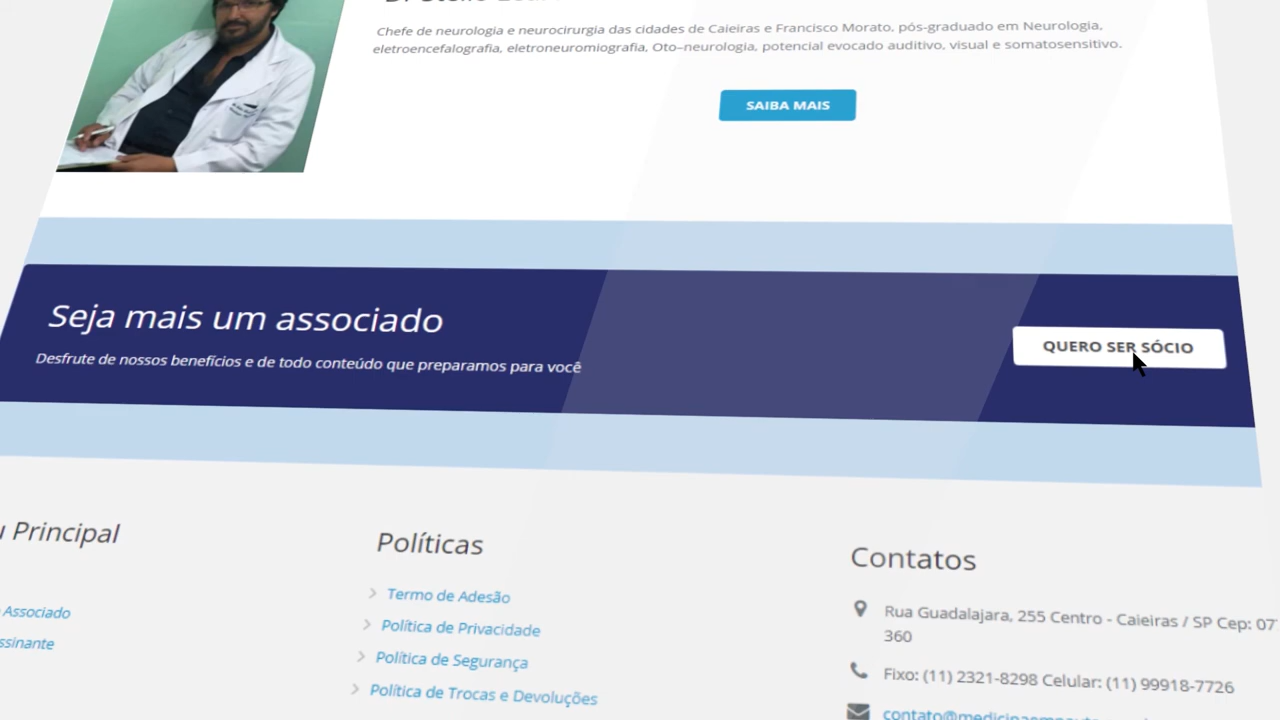 Chefe de neurologia e neurocirurgia das cidades de Caieiras e Francisco Morato, pós-graduado em Neurologia,
eletroencefalografia, eletroneuromiografia, Oto–neurologia, potencial evocado auditivo, visual e somatosensitivo.
SAIBA MAIS
Seja mais um associado
Desfrute de nossos benefícios e de todo conteúdo que preparamos para você
QUERO SER SÓCIO
Principal
Associado
Políticas
Termo de Adesão
Política de Privacidade
Política de Segurança
Política de Trocas e Devoluções
Contatos
Rua Guadalajara, 255 Centro - Caieiras / SP Cep: 07
360
Fixo: (11) 2321-8298 Celular: (11) 99918-7726